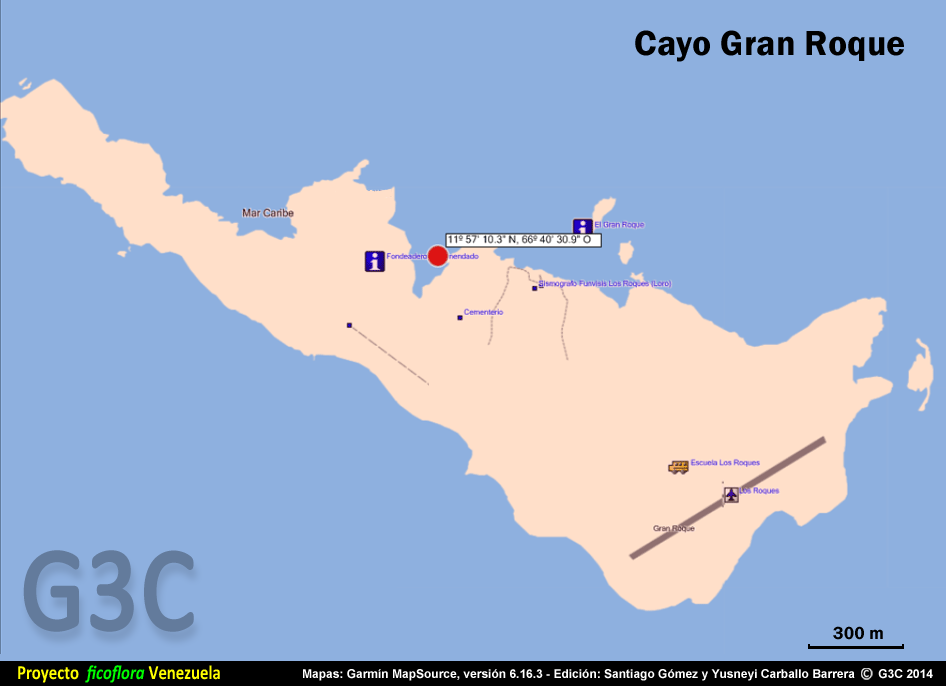 Cayo Gran Roque
Mar Caribe
El Gran Roque
11º 57' 10.3" N, 66º 40' 30.9" O
Fondeadero nendado
Sismografo Funvisis Los Roques (Loro)
Cementerio
Escuela Los Roques
Los Roques
Gran Roque
G3C
300 m
Proyecto ficoflora Venezuela
Mapas: Garmin MapSource, versión 6.16.3 - Edición: Santiago Gómez y Yusneyi Carballo Barrera © G3C 2014